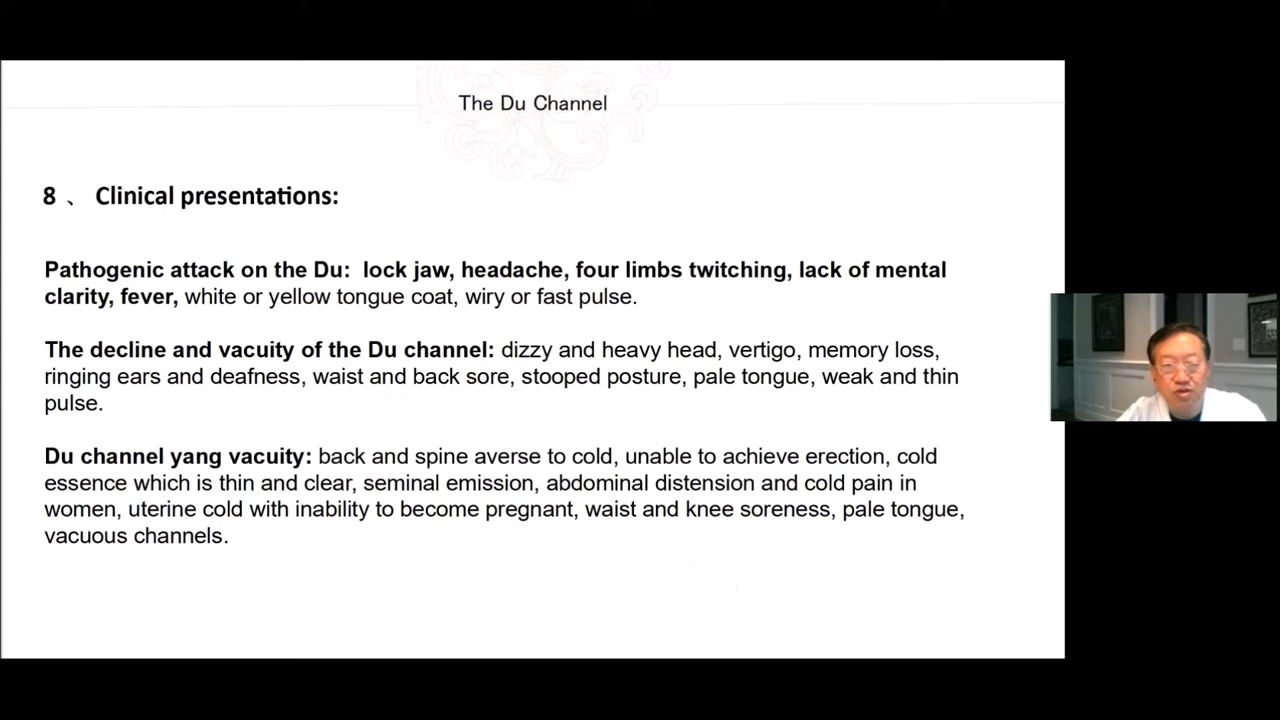 The Du Channel
8 、 Clinical presentations:
Pathogenic attack on the Du: lock jaw, headache, four limbs twitching, lack of mental
clarity, fever, white or yellow tongue coat, wiry or fast pulse.
The decline and vacuity of the Du channel: dizzy and heavy head, vertigo, memory loss,
ringing ears and deafness, waist and back sore, stooped posture, pale tongue, weak and thin
pulse.
Du channel yang vacuity: back and spine averse to cold, unable to achieve erection, cold
essence which is thin and clear, seminal emission, abdominal distension and cold pain in
women, uterine cold with inability to become pregnant, waist and knee soreness, pale tongue,
vacuous channels.